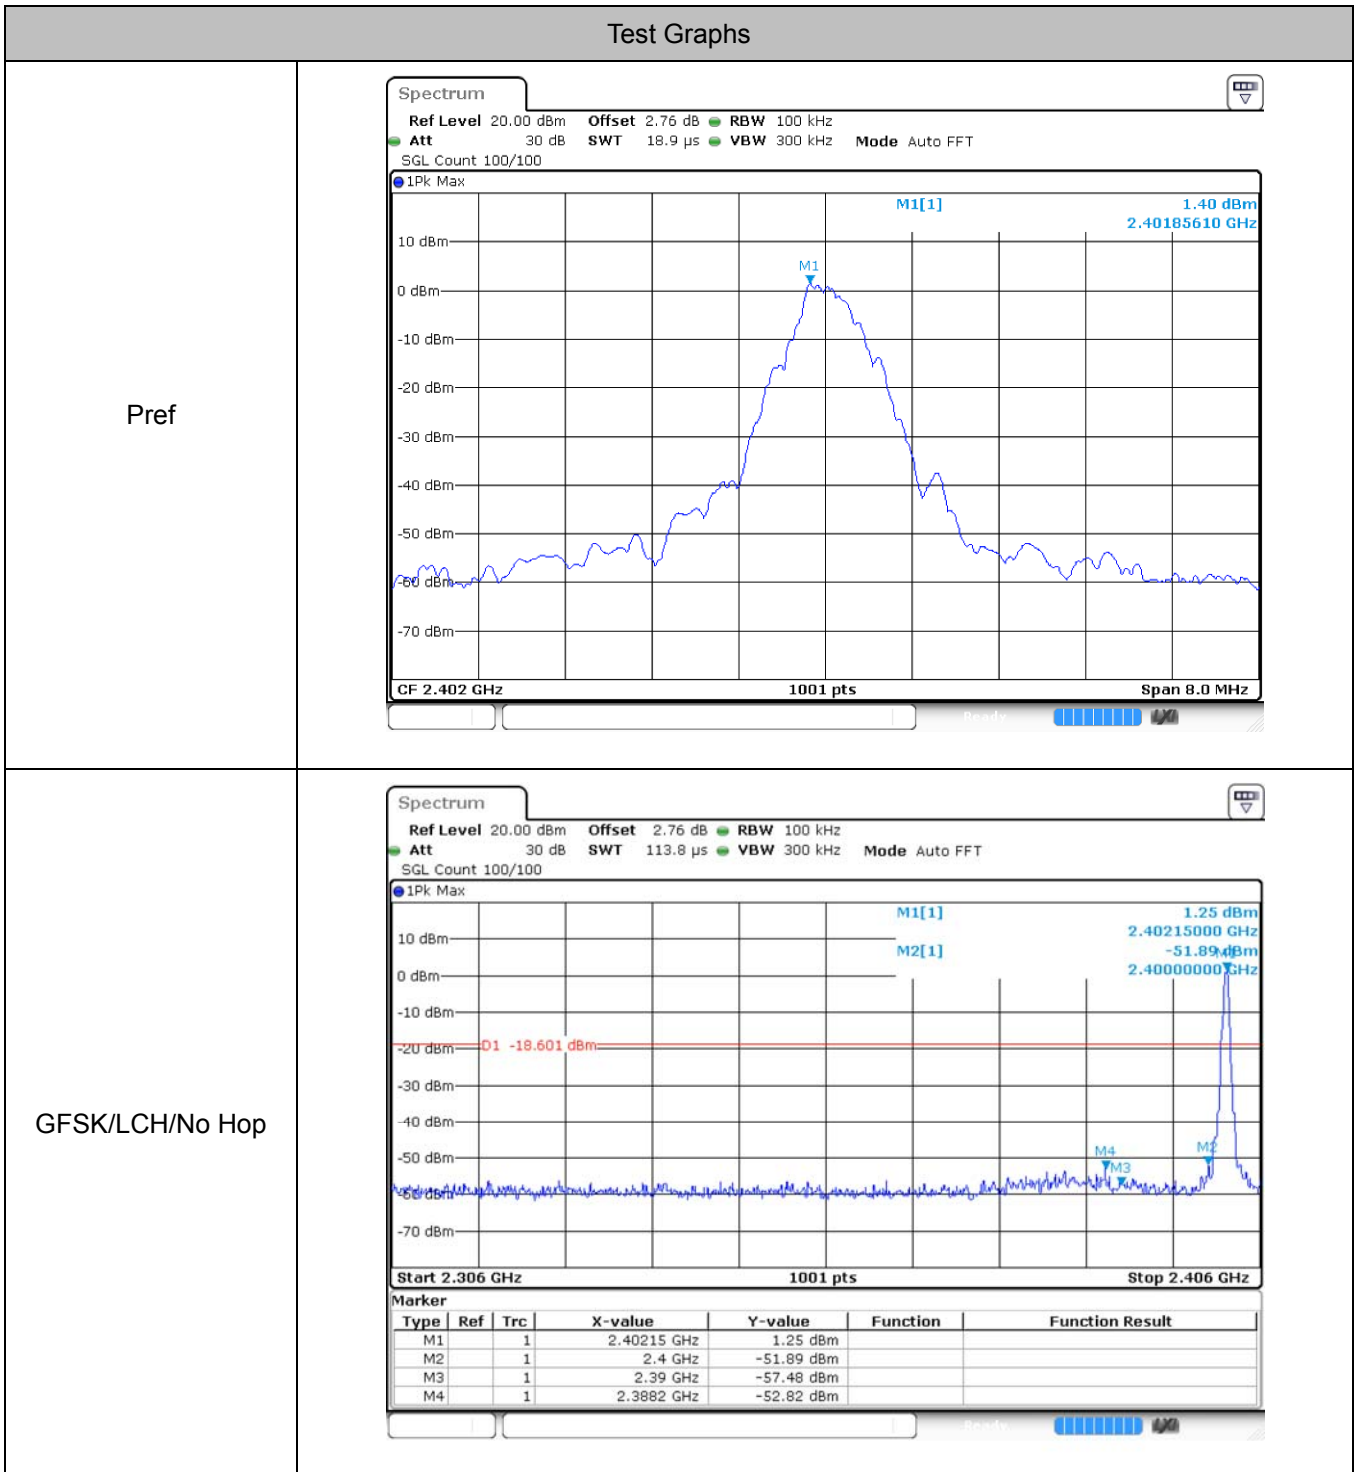 Test Graphs
Pref
Spectrum
Ref Level 20.00 dBm Offset 2.76 dB RBW 100 kHz
Att 30 dB SWT 18.9 µs VBW 300 kHz Mode Auto FFT
SGL Count 100/100
1Pk Max
M1[1] 1.40 dBm
2.40185610 GHz
10 dBm
M1
0 dBm
-10 dBm
-20 dBm
-30 dBm
-40 dBm
-50 dBm
-60 dBm
-70 dBm
CF 2.402 GHz 1001 pts Span 8.0 MHz
Ready
GFSK/LCH/No Hop
Spectrum
Ref Level 20.00 dBm Offset 2.76 dB RBW 100 kHz
Att 30 dB SWT 113.8 µs VBW 300 kHz Mode Auto FFT
SGL Count 100/100
1Pk Max
M1[1] 1.25 dBm
2.40215000 GHz
10 dBm
M2[1] -51.89 dBm
2.40000000 GHz
0 dBm
-10 dBm
-20 dBm D1 -18.601 dBm
-30 dBm
-40 dBm
M4 M2
-50 dBm
M3
-60 dBm
-70 dBm
Start 2.306 GHz 1001 pts Stop 2.406 GHz
Marker
Type Ref Trc X-value Y-value Function Function Result
M1 1 2.40215 GHz 1.25 dBm
M2 1 2.4 GHz -51.89 dBm
M3 1 2.39 GHz -57.48 dBm
M4 1 2.3882 GHz -52.82 dBm
Ready